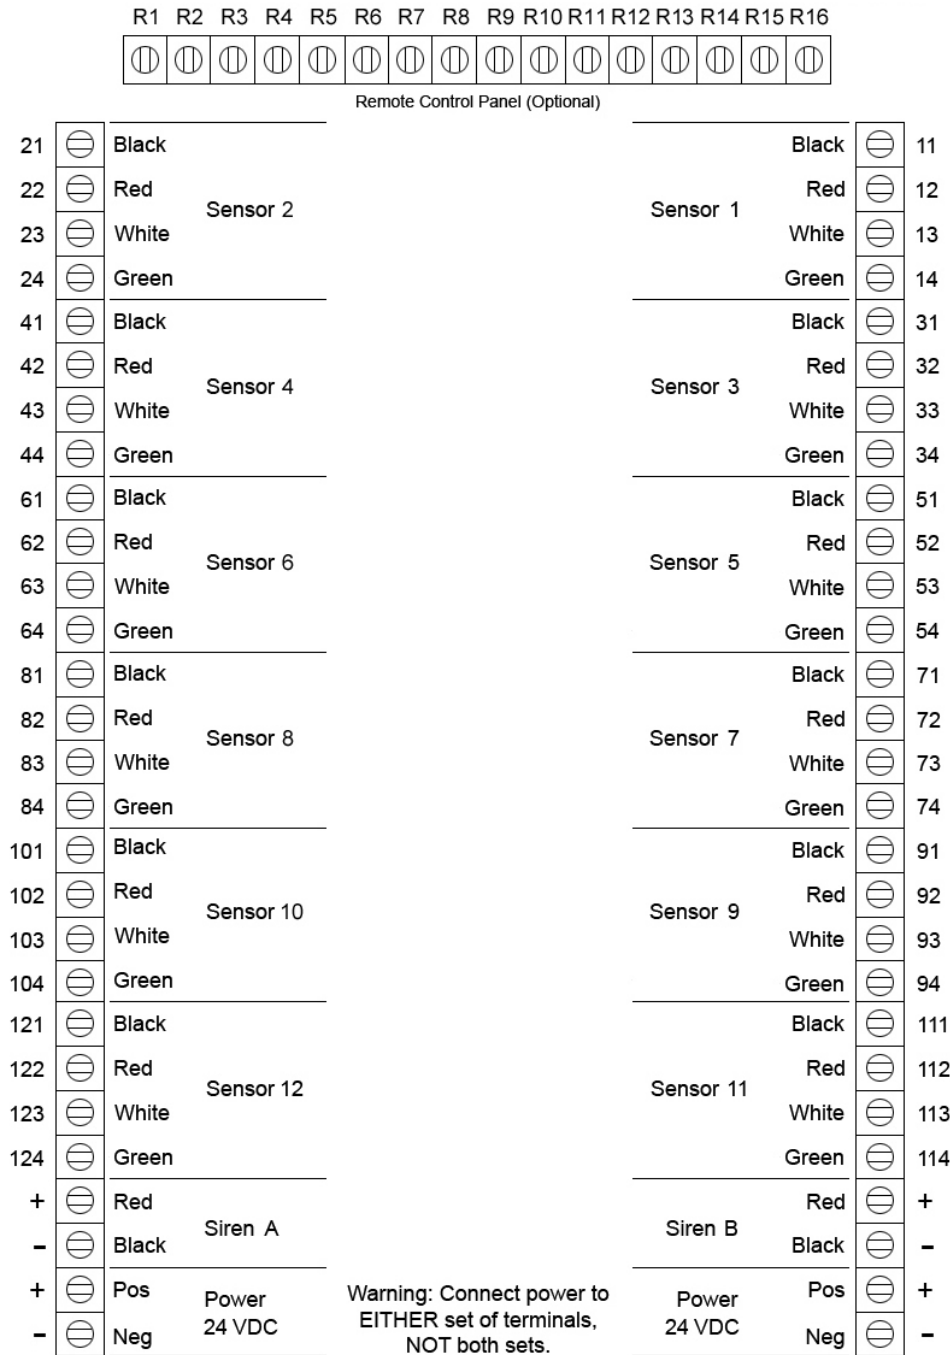 R1 R2 R3 R4 R5 R6 R7 R8 R9 R10 R11 R12 R13 R14 R15 R16
Remote Control Panel (Optional)
21 Black
22 Red
Sensor 2
23 White
24 Green
41 Black
42 Red
Sensor 4
43 White
44 Green
61 Black
62 Red
Sensor 6
63 White
64 Green
81 Black
82 Red
Sensor 8
83 White
84 Green
101 Black
102 Red
Sensor 10
103 White
104 Green
121 Black
122 Red
Sensor 12
123 White
124 Green
+ Red
Siren A
- Black
+ Pos
Power
24 VDC
- Neg
Warning: Connect power to
EITHER set of terminals,
NOT both sets.
Black 11
Red 12
Sensor 1
White 13
Green 14
Black 31
Red 32
Sensor 3
White 33
Green 34
Black 51
Red 52
Sensor 5
White 53
Green 54
Black 71
Red 72
Sensor 7
White 73
Green 74
Black 91
Red 92
Sensor 9
White 93
Green 94
Black 111
Red 112
Sensor 11
White 113
Green 114
Red +
Siren B
Black -
Pos +
Power
24 VDC
Neg -